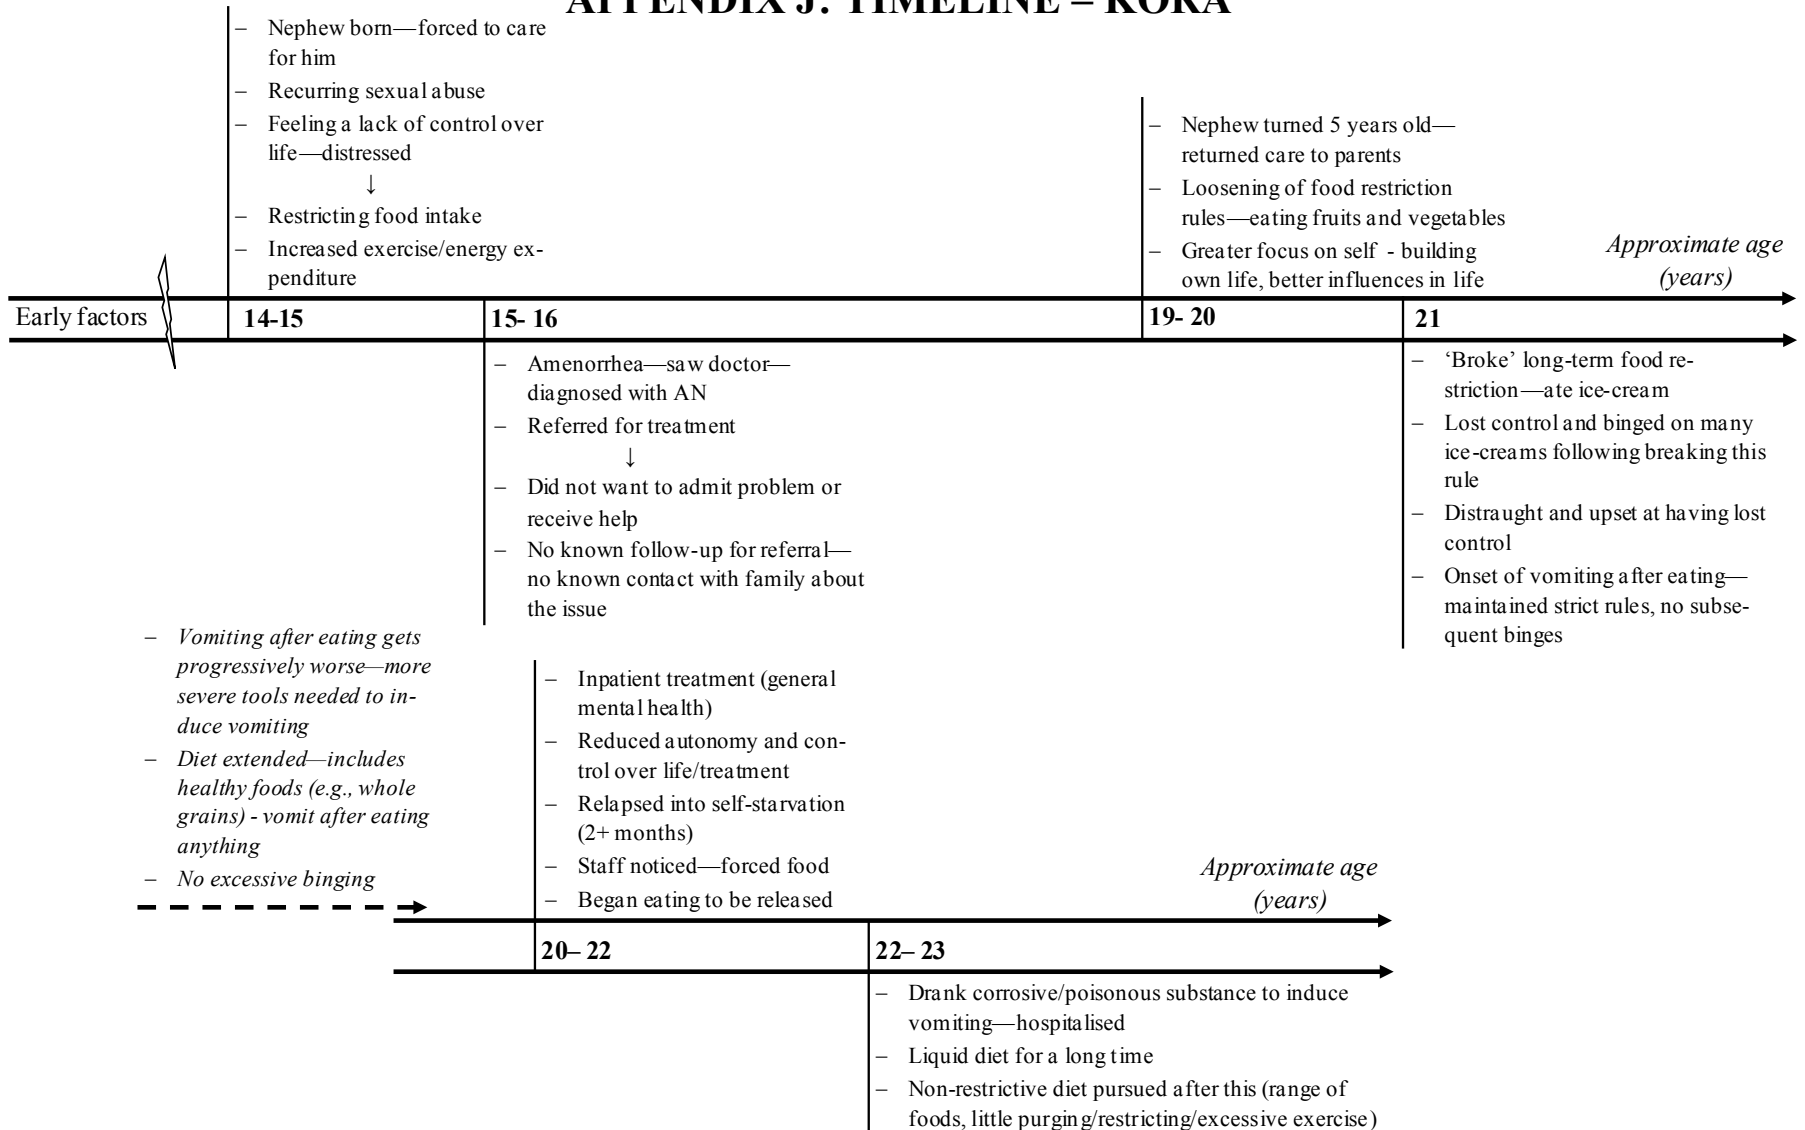 APPENDIX J: TIMELINE – KORA
– Nephew born—forced to care
for him
– Recurring sexual abuse
– Feeling a lack of control over
life—distressed
↓
– Restricting food intake
– Increased exercise/energy ex-
penditure
– Nephew turned 5 years old—
returned care to parents
– Loosening of food restriction
rules—eating fruits and vegetables
– Greater focus on self - building
own life, better influences in life
Approximate age
(years)
Early factors
14-15
15- 16
19- 20
21
– Amenorrhea—saw doctor—
diagnosed with AN
– Referred for treatment
↓
– Did not want to admit problem or
receive help
– No known follow-up for referral—
no known contact with family about
the issue
– ‘Broke’ long-term food re-
striction—ate ice-cream
– Lost control and binged on many
ice-creams following breaking this
rule
– Distraught and upset at having lost
control
– Onset of vomiting after eating—
maintained strict rules, no subse-
quent binges
– Vomiting after eating gets
progressively worse—more
severe tools needed to in-
duce vomiting
– Diet extended—includes
healthy foods (e.g., whole
grains) - vomit after eating
anything
– No excessive binging
– Inpatient treatment (general
mental health)
– Reduced autonomy and con-
trol over life/treatment
– Relapsed into self-starvation
(2+ months)
– Staff noticed—forced food
– Began eating to be released
Approximate age
(years)
20– 22
22– 23
– Drank corrosive/poisonous substance to induce
vomiting—hospitalised
– Liquid diet for a long time
– Non-restrictive diet pursued after this (range of
foods, little purging/restricting/excessive exercise)